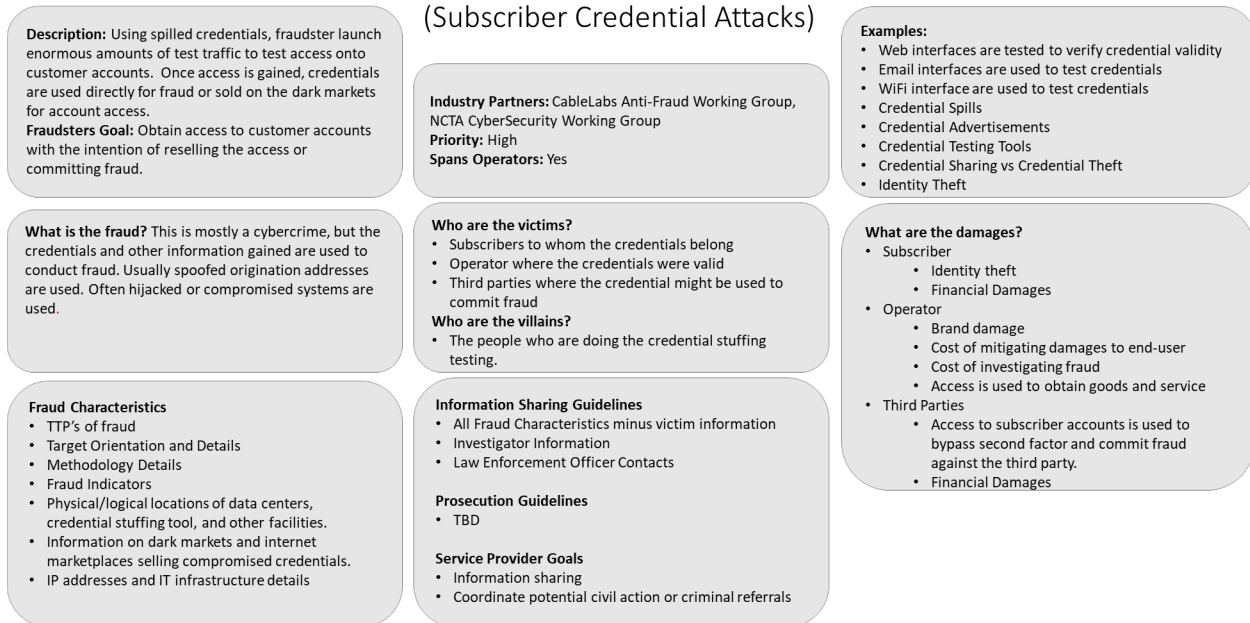 (Subscriber Credential Attacks)
Description: Using spilled credentials, fraudster launch
enormous amounts of test traffic to test access onto
customer accounts. Once access is gained, credentials
are used directly for fraud or sold on the dark markets
for account access.
Fraudsters Goal: Obtain access to customer accounts
with the intention of reselling the access or
committing fraud.
What is the fraud? This is mostly a cybercrime, but the
credentials and other information gained are used to
conduct fraud. Usually spoofed origination addresses
are used. Often hijacked or compromised systems are
used.
Fraud Characteristics
• TTP's of fraud
• Target Orientation and Details
• Methodology Details
• Fraud Indicators
• Physical/logical locations of data centers,
credential stuffing tool, and other facilities.
• Information on dark markets and internet
marketplaces selling compromised credentials.
• IP addresses and IT infrastructure details
Industry Partners: CableLabs Anti-Fraud Working Group,
NCTA CyberSecurity Working Group
Priority: High
Spans Operators: Yes
Who are the victims?
• Subscribers to whom the credentials belong
• Operator where the credentials were valid
• Third parties where the credential might be used to
commit fraud
Who are the villains?
• The people who are doing the credential stuffing
testing.
Information Sharing Guidelines
• All Fraud Characteristics minus victim information
• Investigator Information
• Law Enforcement Officer Contacts
Prosecution Guidelines
• TBD
Service Provider Goals
• Information sharing
• Coordinate potential civil action or criminal referrals
Examples:
• Web interfaces are tested to verify credential validity
• Email interfaces are used to test credentials
• WiFi interface are used to test credentials
• Credential Spills
• Credential Advertisements
• Credential Testing Tools
• Credential Sharing vs Credential Theft
• Identity Theft
What are the damages?
• Subscriber
• Identity theft
• Financial Damages
• Operator
• Brand damage
• Cost of mitigating damages to end-user
• Cost of investigating fraud
• Access is used to obtain goods and service
• Third Parties
• Access to subscriber accounts is used to
bypass second factor and commit fraud
against the third party.
• Financial Damages